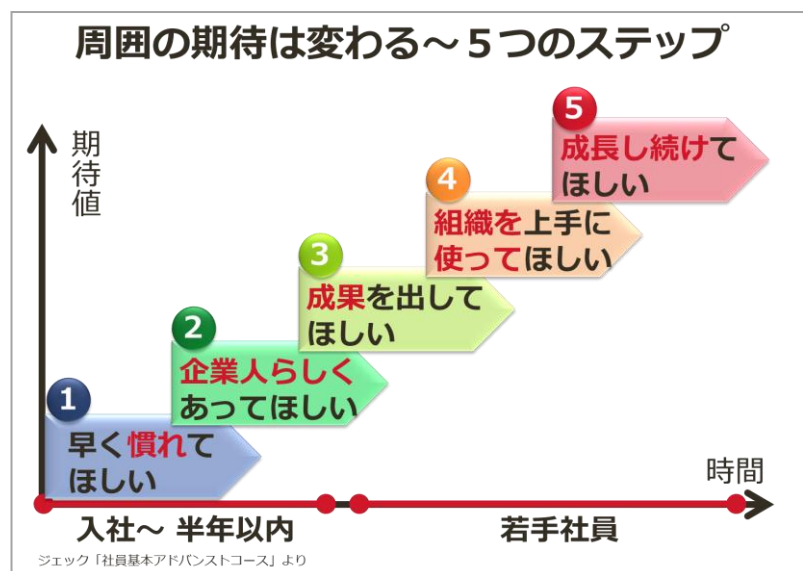 周囲の期待は変わる～５つのステップ
期待値
5
成長し続けて
ほしい
4
組織を上手に
使ってほしい
3
成果を出して
ほしい
2
企業人らしく
あってほしい
1
早く慣れて
ほしい
時間
入社～ 半年以内
若手社員
ジェック「社員基本アドバンストコース」より